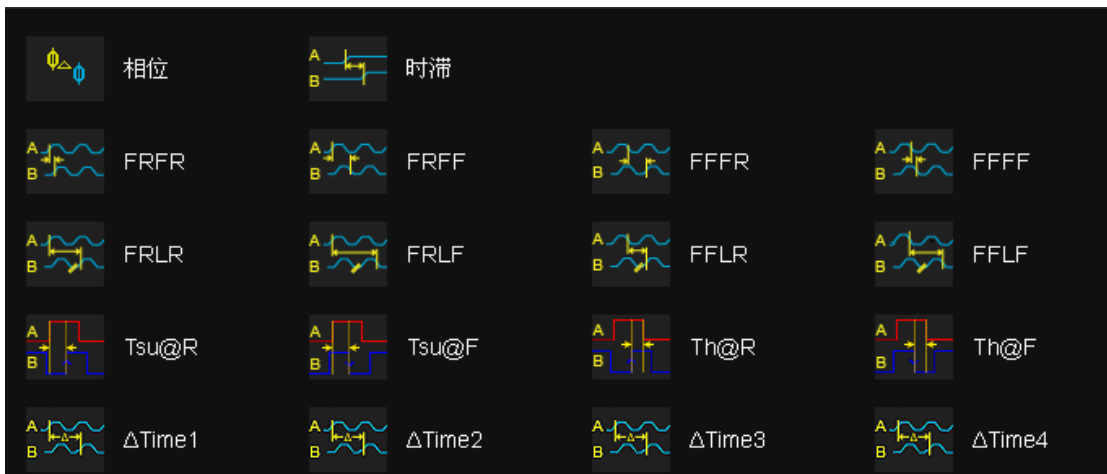 相位 A B 时滞
A B FRFR A B FRFF A B FFFR A B FFFF
A B FRLR A B FRLF A B FFLR A B FFLF
A B Tsu@R A B Tsu@F A B Th@R A B Th@F
A B ΔTime1 A B ΔTime2 A B ΔTime3 A B ΔTime4